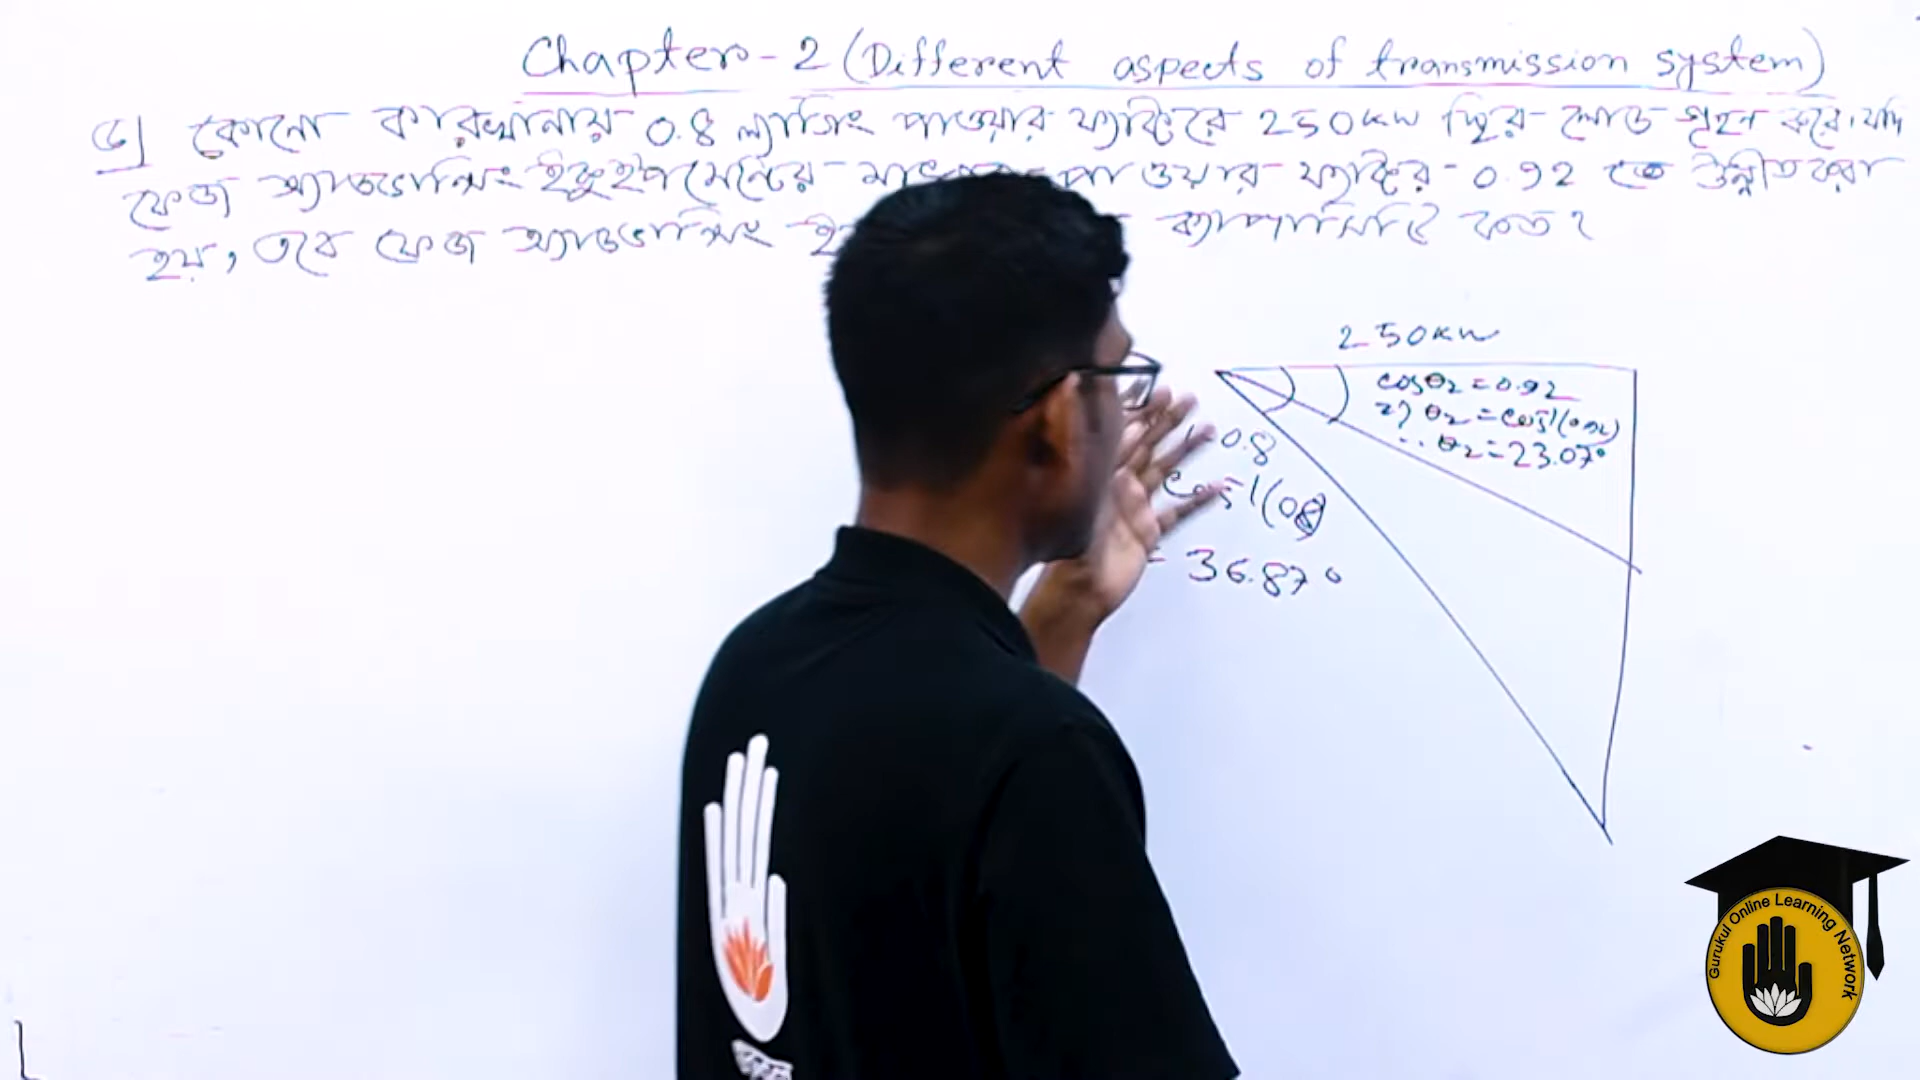 Chapter - 2 (Different aspects of transmission system)
৫| কোনো কারখানায় 0.8 ল্যাগিং পাওয়ার ফ্যাক্টরে 250KW স্থির লোড গ্রহন করে। যদি
ফেজ অ্যাডভান্সিং ইকুইপমেন্টের পাওয়ার ফ্যাক্টর 0.92 তে উন্নীত করা
হয়, তবে ফেজ অ্যাডভান্সিং ক্যাপাসিটি কত?
250KW
cosθ₂ = 0.92
=> θ₂ = cos⁻¹(0.92)
∴ θ₂ = 23.07°
0.8
cos⁻¹(0.8)
= 36.87°
Gurukul Online Learning Network